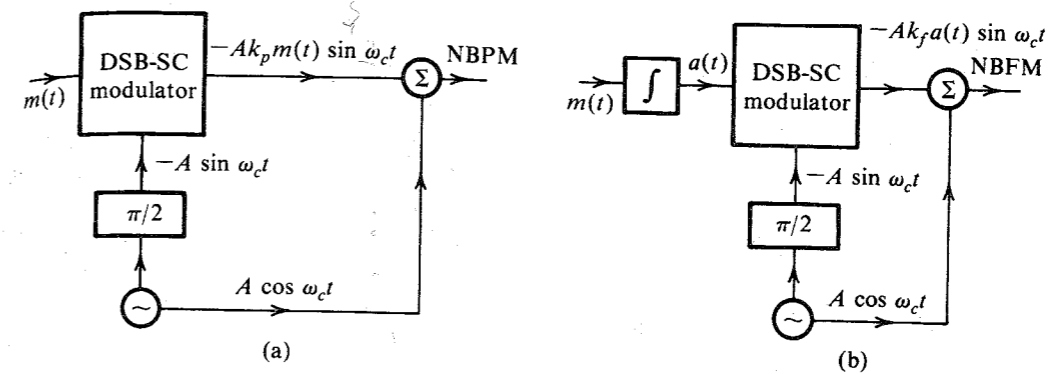 DSB-SC
modulator
m(t)
−Ak_p m(t) sin ω_c t
Σ
NBPM
−A sin ω_c t
π/2
~
A cos ω_c t
(a)
m(t)
∫
a(t)
DSB-SC
modulator
−Ak_f a(t) sin ω_c t
Σ
NBFM
−A sin ω_c t
π/2
~
A cos ω_c t
(b)